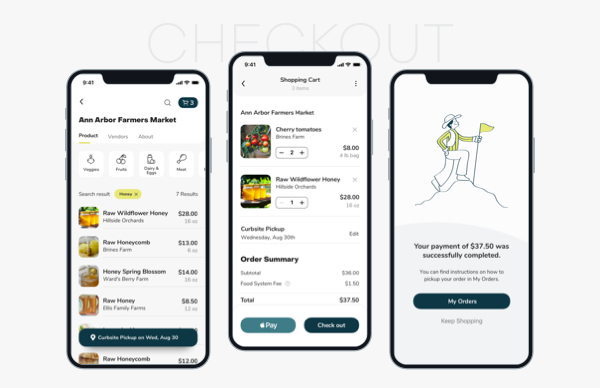 CHECKOUT
9:41
3
Ann Arbor Farmers Market
Product Vendors About
Veggies
Fruits
Dairy &
Eggs
Meat
Search result
Honey ×
7 Results
Raw Wildflower Honey $28.00
Hillside Orchards 16 oz
Raw Honeycomb $13.00
Brines Farm 8 oz
Honey Spring Blossom $14.00
Ward's Berry Farm 16 oz
Raw Honey $8.50
Ellis Family Farms 12 oz
Curbside Pickup on Wed, Aug 30
Raw Honeycomb $12.00
9:41
Shopping Cart
3 items
Ann Arbor Farmers Market
Cherry tomatoes ×
Brines Farm
− 2 + $8.00
4 lb bag
Raw Wildflower Honey ×
Hillside Orchards
− 1 + $28.00
16 oz
Curbsite Pickup
Wednesday, Aug 30th Edit
Order Summary
Subtotal $36.00
Food System Fee $1.50
Total $37.50
Pay
Check out
Your payment of $37.50 was
successfully completed.
You can find instructions on how to
pickup your order in My Orders.
My Orders
Keep Shopping